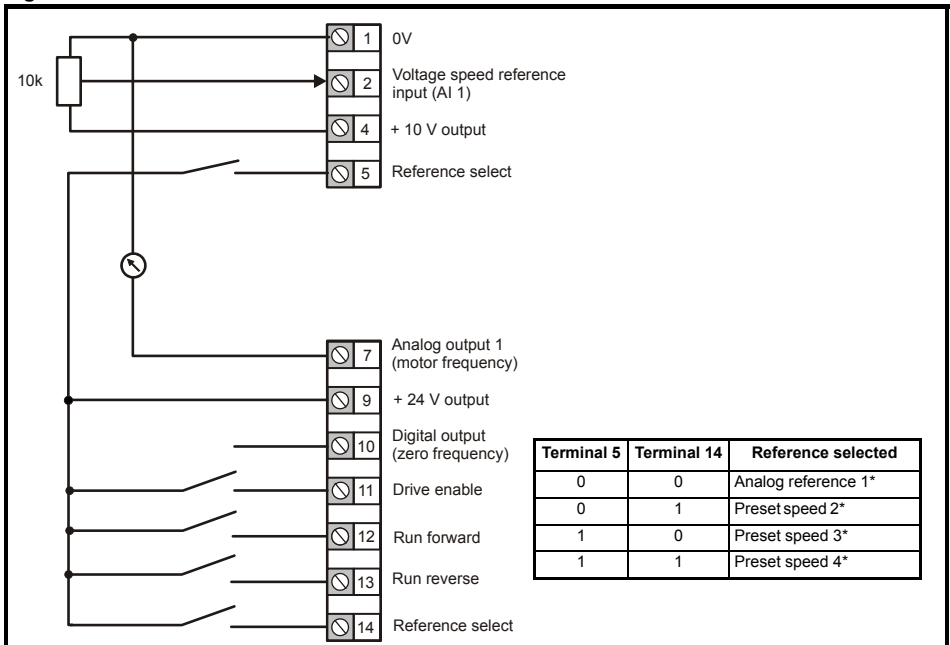 10k
1 0V
2 Voltage speed reference
input (AI 1)
4 + 10 V output
5 Reference select
7 Analog output 1
(motor frequency)
9 + 24 V output
10 Digital output
(zero frequency)
11 Drive enable
12 Run forward
13 Run reverse
14 Reference select
Terminal 5 Terminal 14 Reference selected
0 0 Analog reference 1*
0 1 Preset speed 2*
1 0 Preset speed 3*
1 1 Preset speed 4*